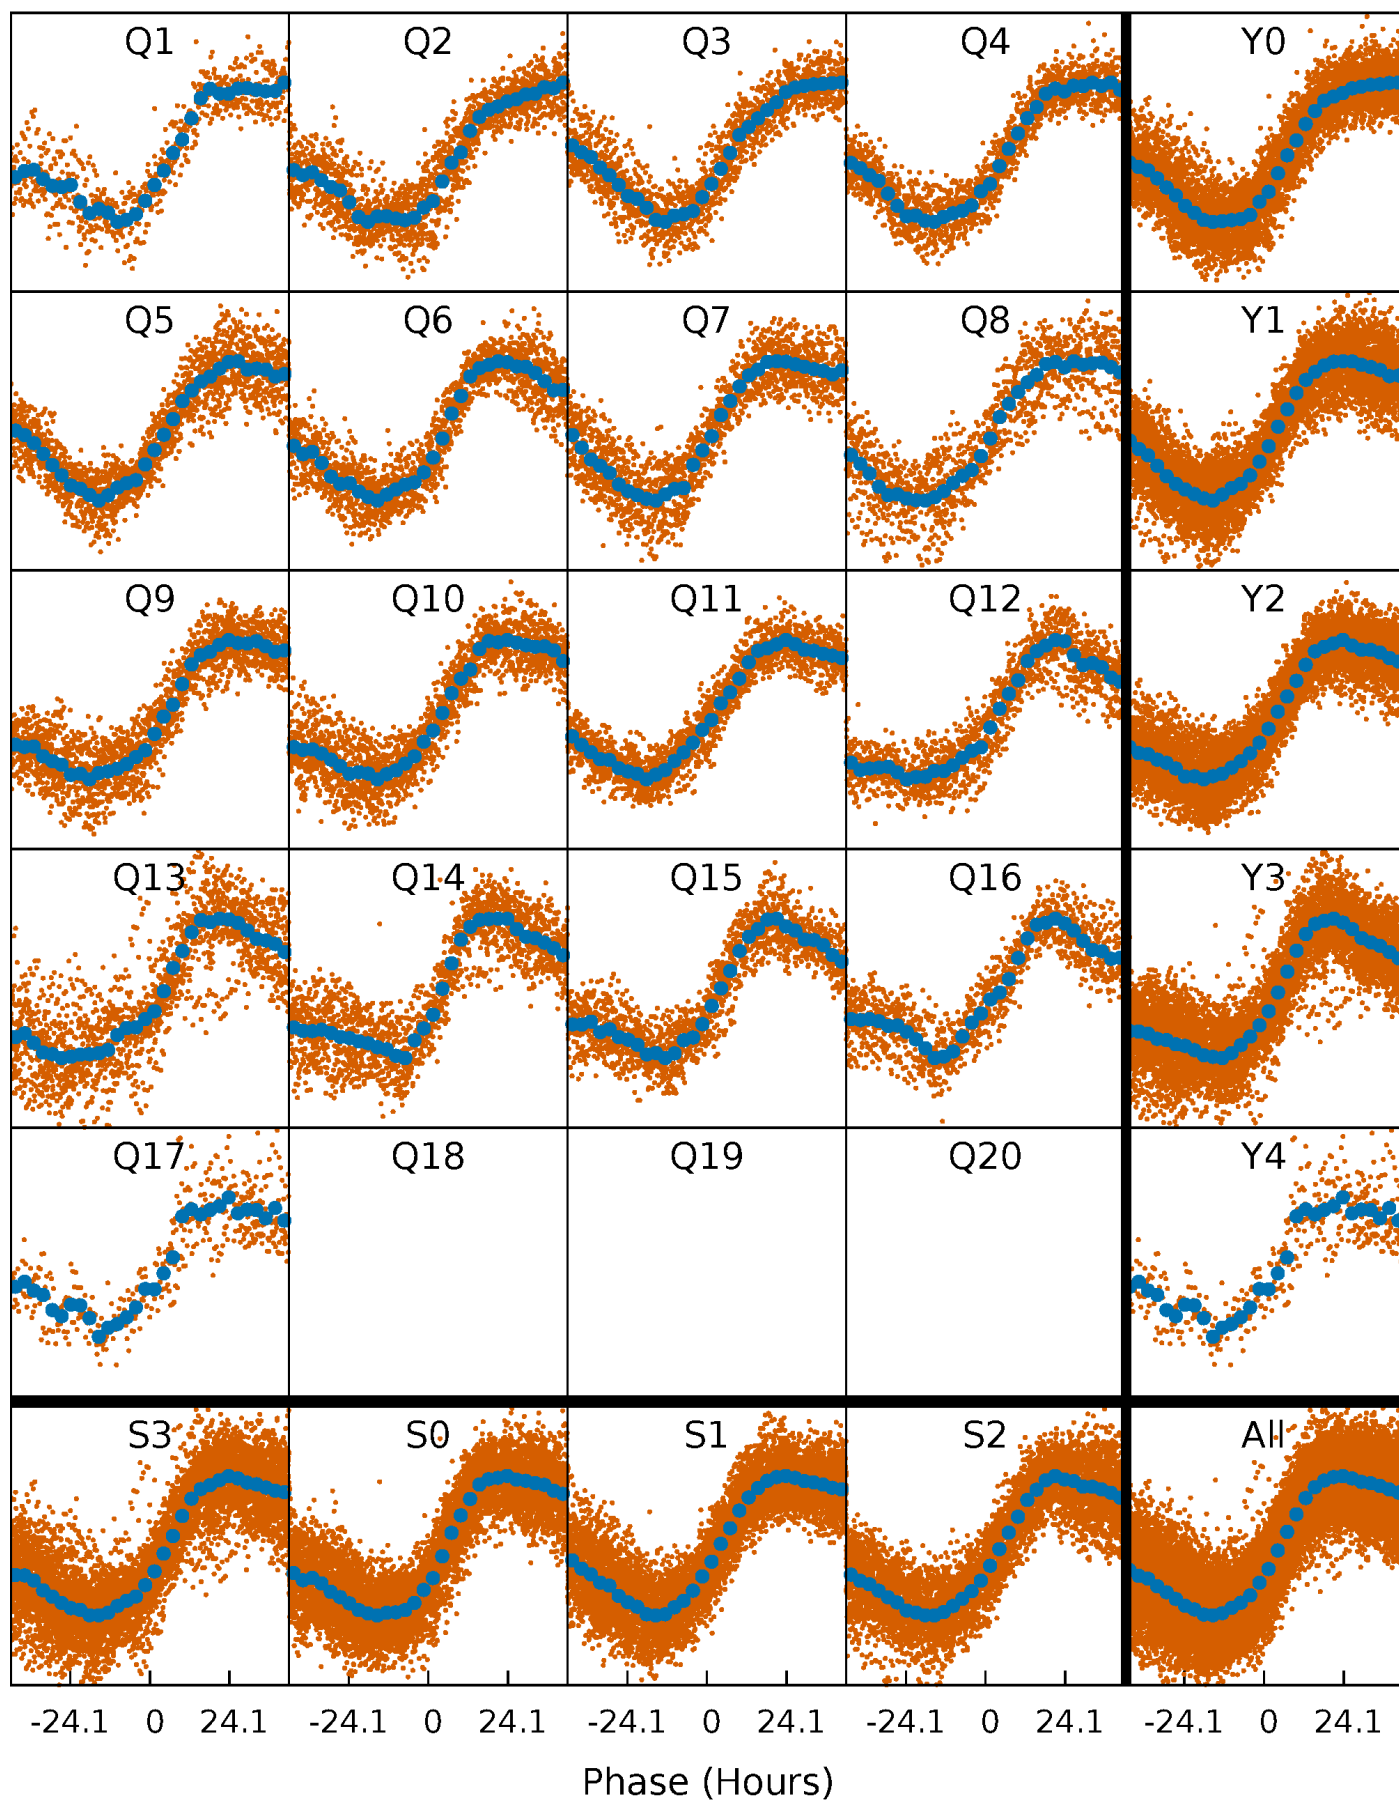 Q1 Q2 Q3 Q4 Y0
Q5 Q6 Q7 Q8 Y1
Q9 Q10 Q11 Q12 Y2
Q13 Q14 Q15 Q16 Y3
Q17 Q18 Q19 Q20 Y4
S3 S0 S1 S2 All
-24.1 0 24.1 -24.1 0 24.1 -24.1 0 24.1 -24.1 0 24.1 -24.1 0 24.1
Phase (Hours)